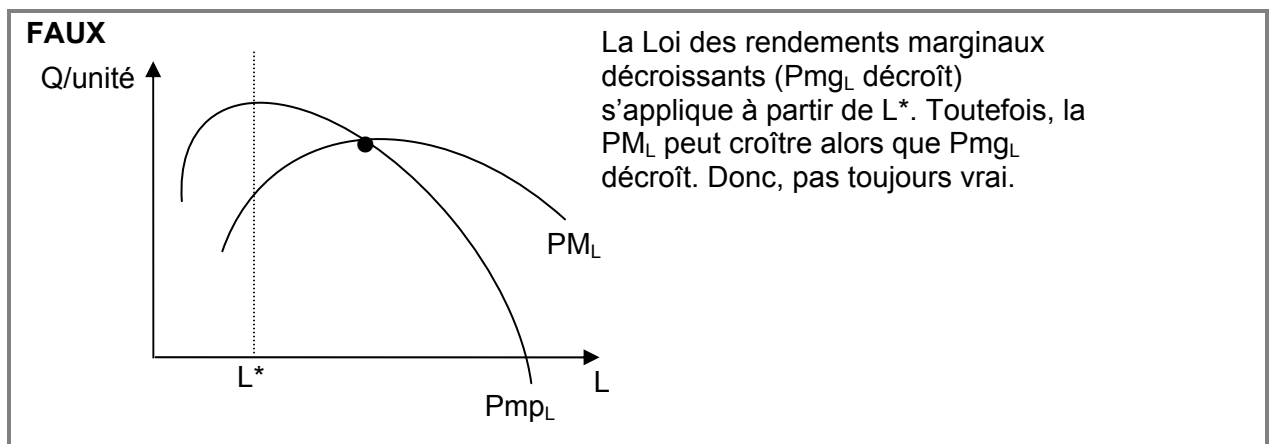 FAUX
Q/unité
La Loi des rendements marginaux
décroissants (Pmg_L décroît)
s’applique à partir de L*. Toutefois, la
PM_L peut croître alors que Pmg_L
décroît. Donc, pas toujours vrai.
PM_L
L*
L
Pmp_L